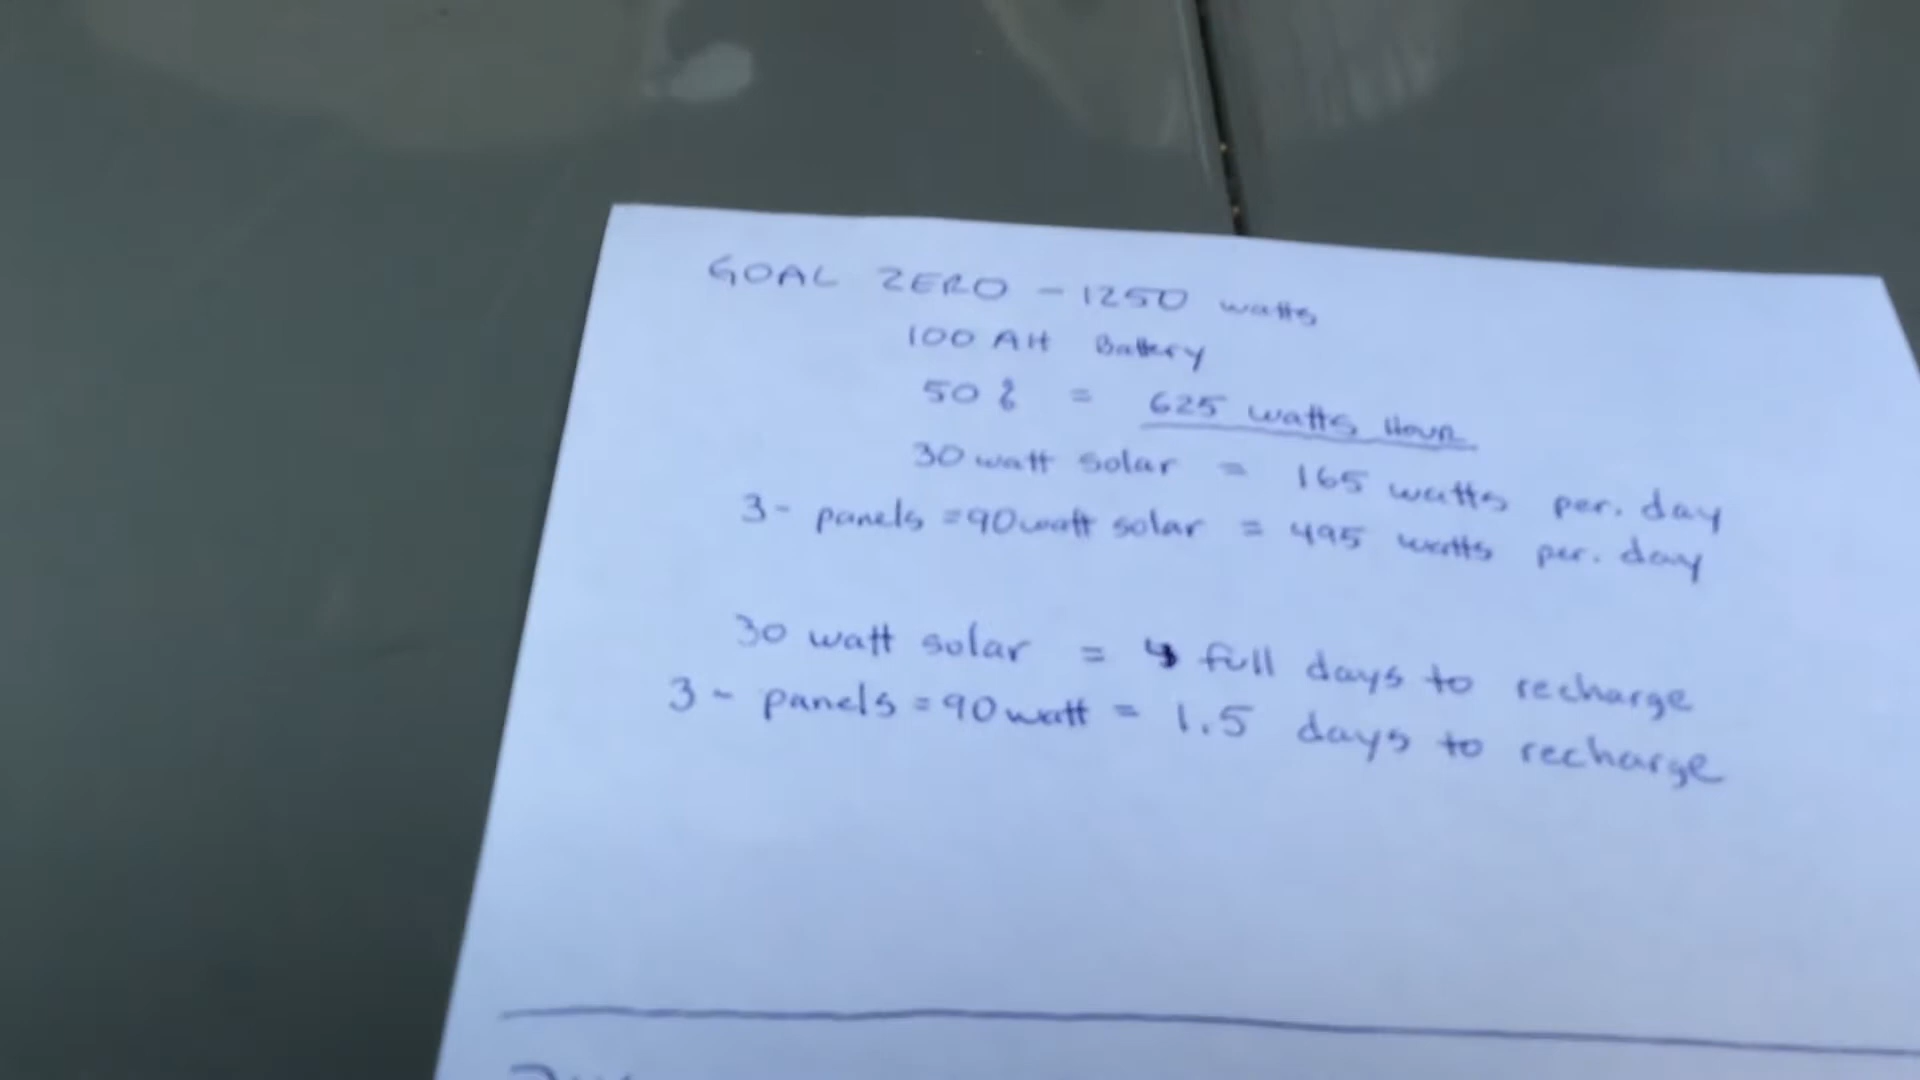 GOAL ZERO - 1250 watts
100 AH Battery
50 % = 625 watts Hour
30 watt solar = 165 watts per. day
3 - panels = 90 watt solar = 495 watts per. day
30 watt solar = 4 full days to recharge
3 - panels = 90 watt = 1.5 days to recharge